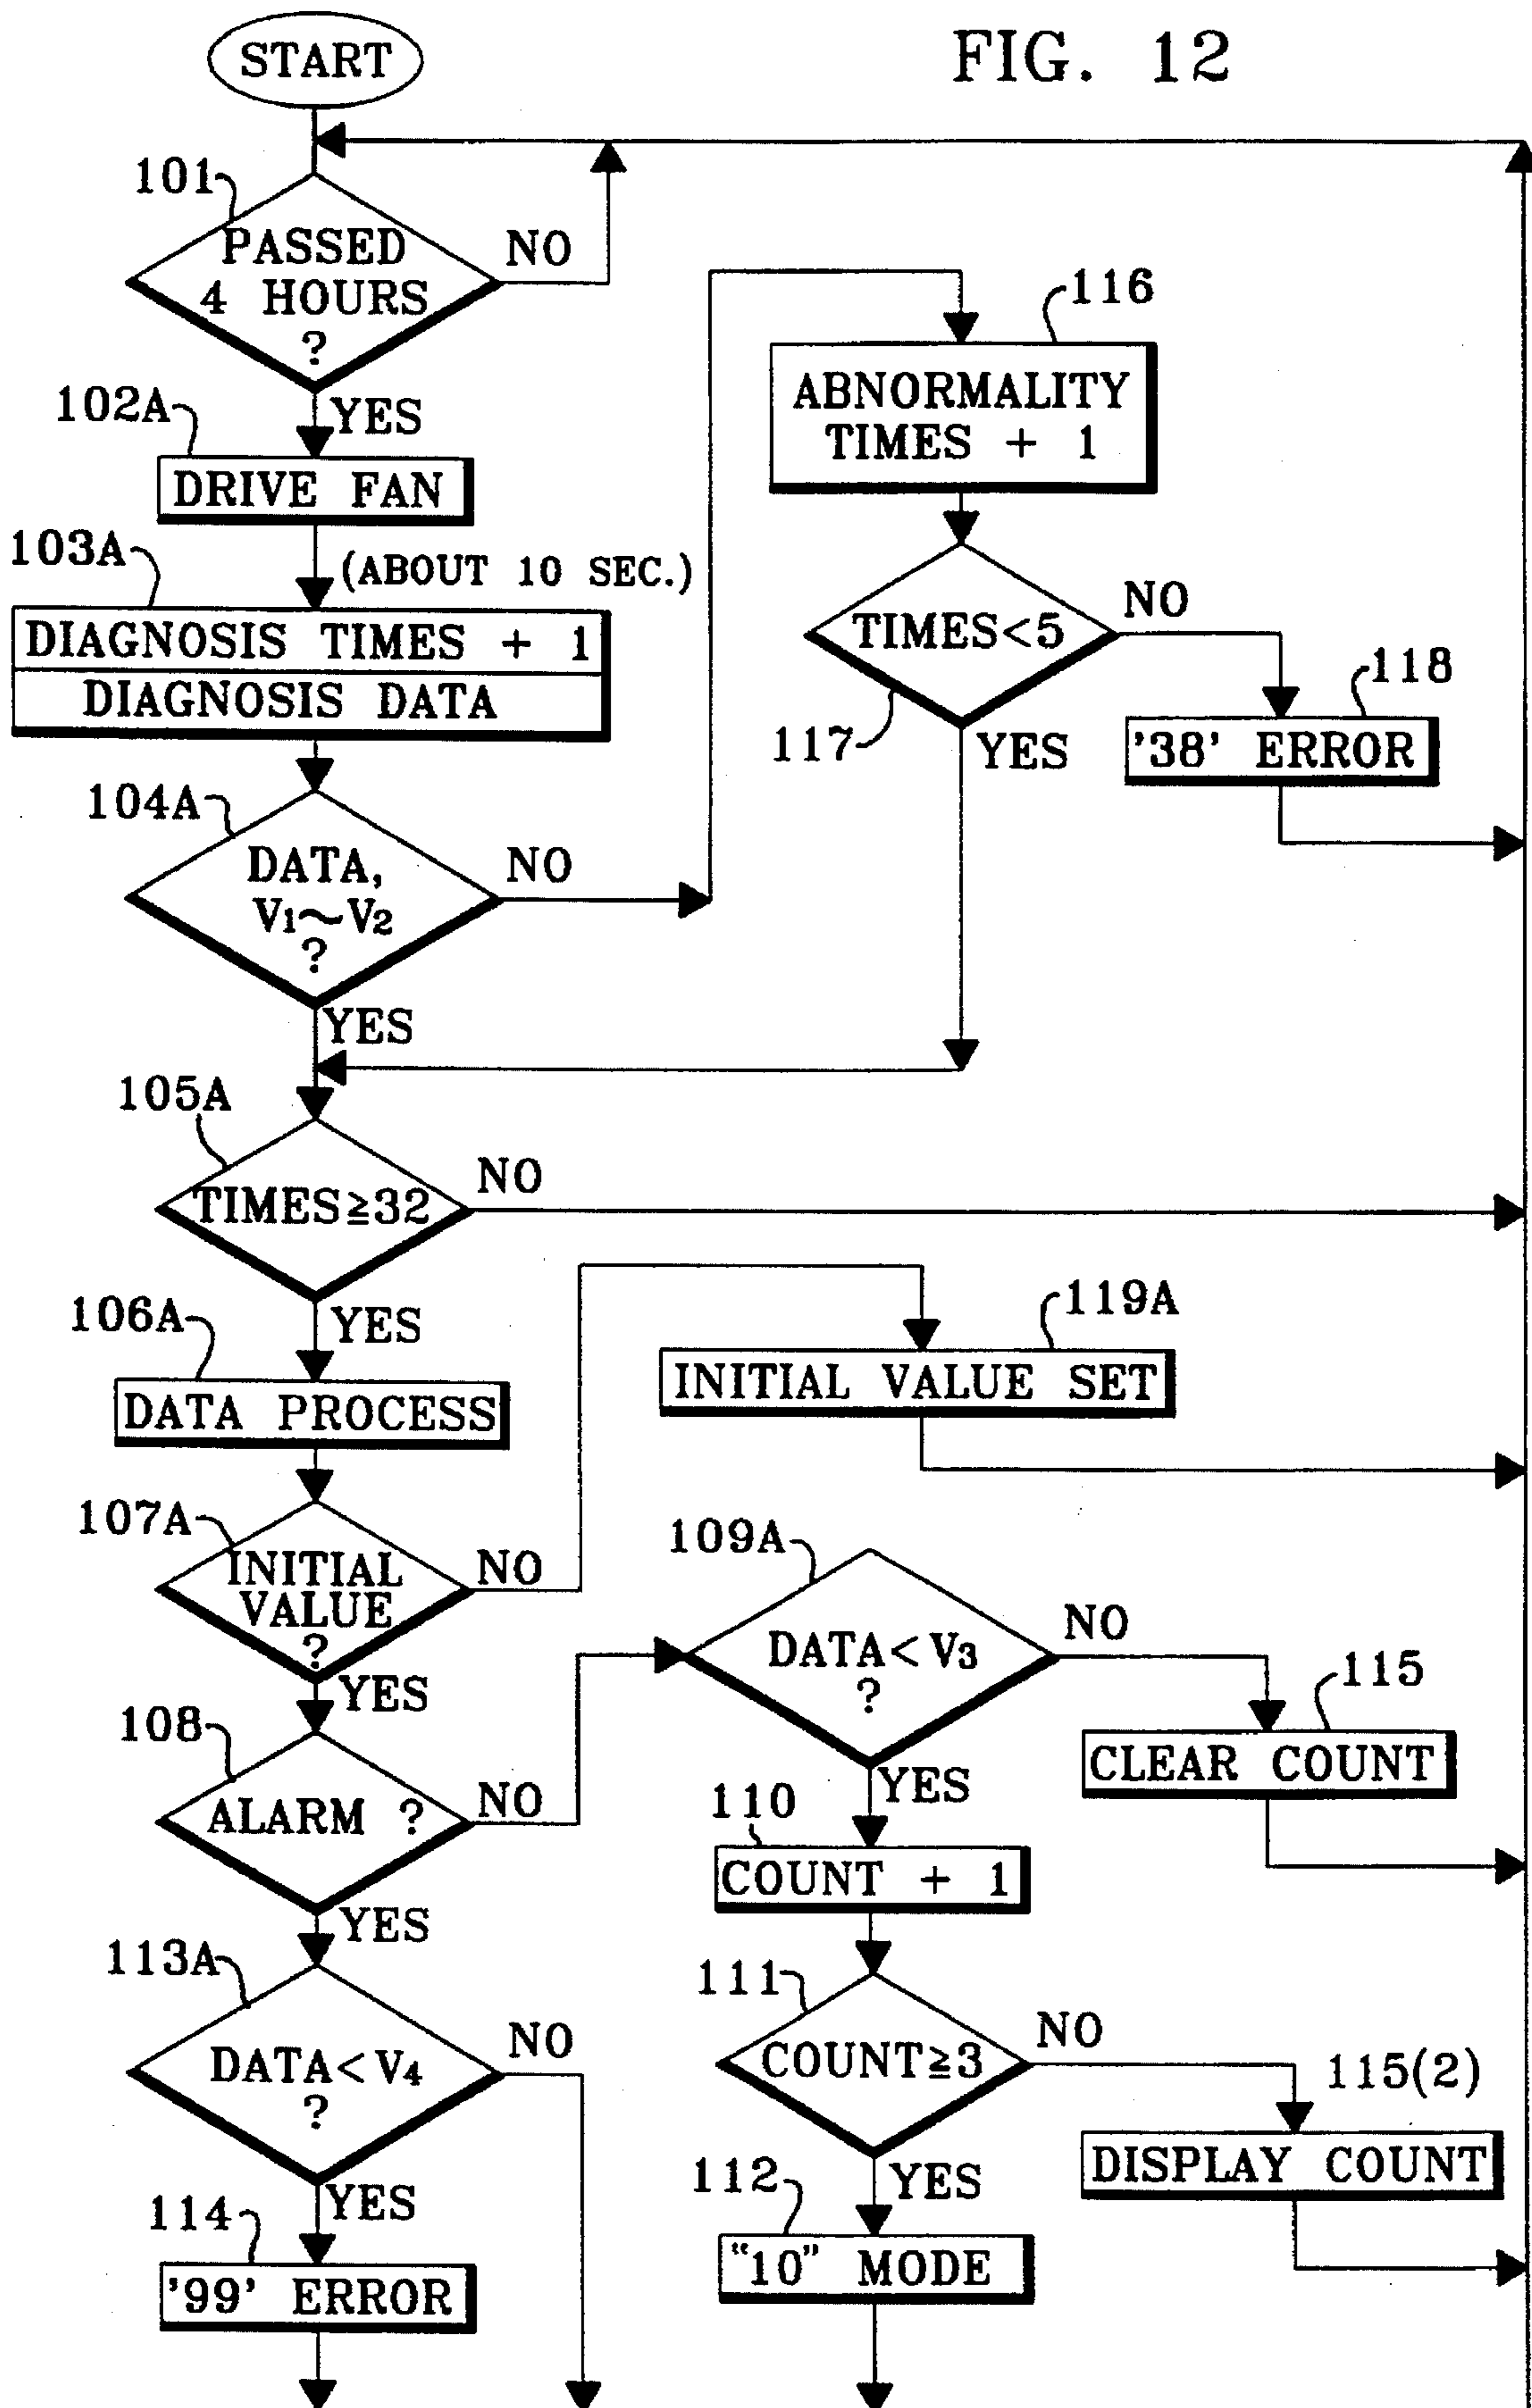 FIG. 12
START
101
PASSED
4 HOURS
?
NO
YES
102A
DRIVE FAN
(ABOUT 10 SEC.)
103A
DIAGNOSIS TIMES + 1
DIAGNOSIS DATA
104A
DATA,
V1~V2
?
NO
YES
116
ABNORMALITY
TIMES + 1
TIMES<5
NO
117
YES
118
'38' ERROR
105A
TIMES≧32
NO
YES
106A
DATA PROCESS
119A
INITIAL VALUE SET
107A
INITIAL
VALUE
?
NO
YES
108
ALARM ?
NO
YES
109A
DATA<V3
?
NO
YES
115
CLEAR COUNT
110
COUNT + 1
111
COUNT≧3
NO
YES
115(2)
DISPLAY COUNT
112
"10" MODE
113A
DATA<V4
?
NO
YES
114
'99' ERROR